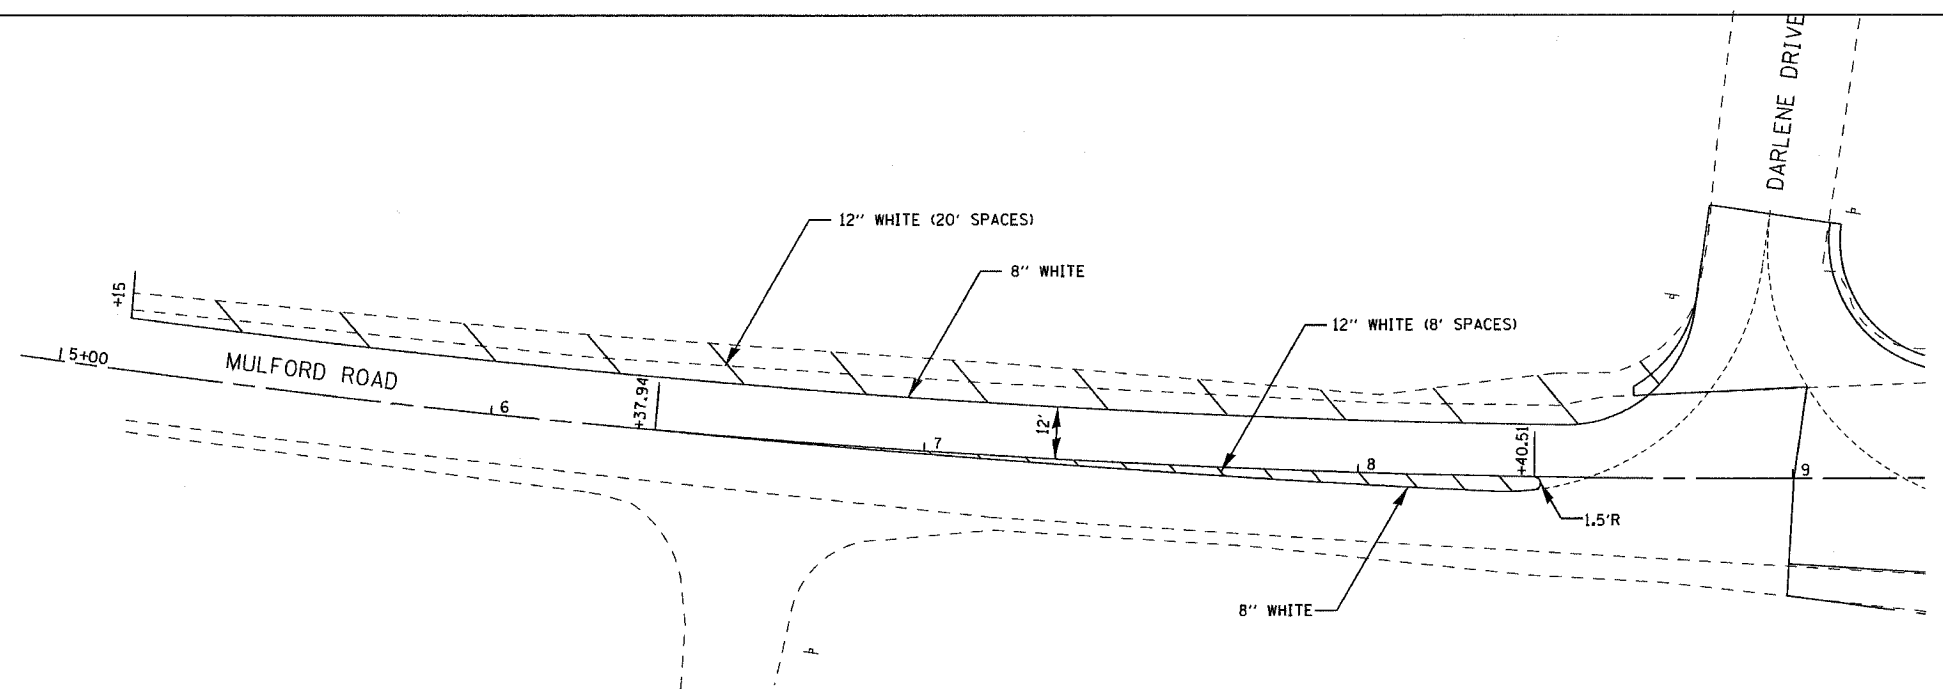 DARLENE DRIVE
12" WHITE (20' SPACES)
8" WHITE
+15
12" WHITE (8' SPACES)
5+00
MULFORD ROAD
6
+37.94
7
12'
8
+40.51
9
1.5'R
8" WHITE